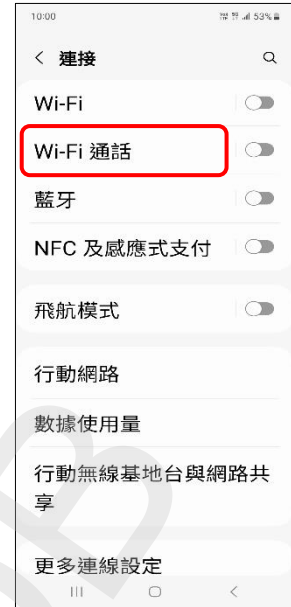 10:00 53%
連接
Wi-Fi
Wi-Fi 通話
藍牙
NFC 及感應式支付
飛航模式
行動網路
數據使用量
行動無線基地台與網路共
享
更多連線設定